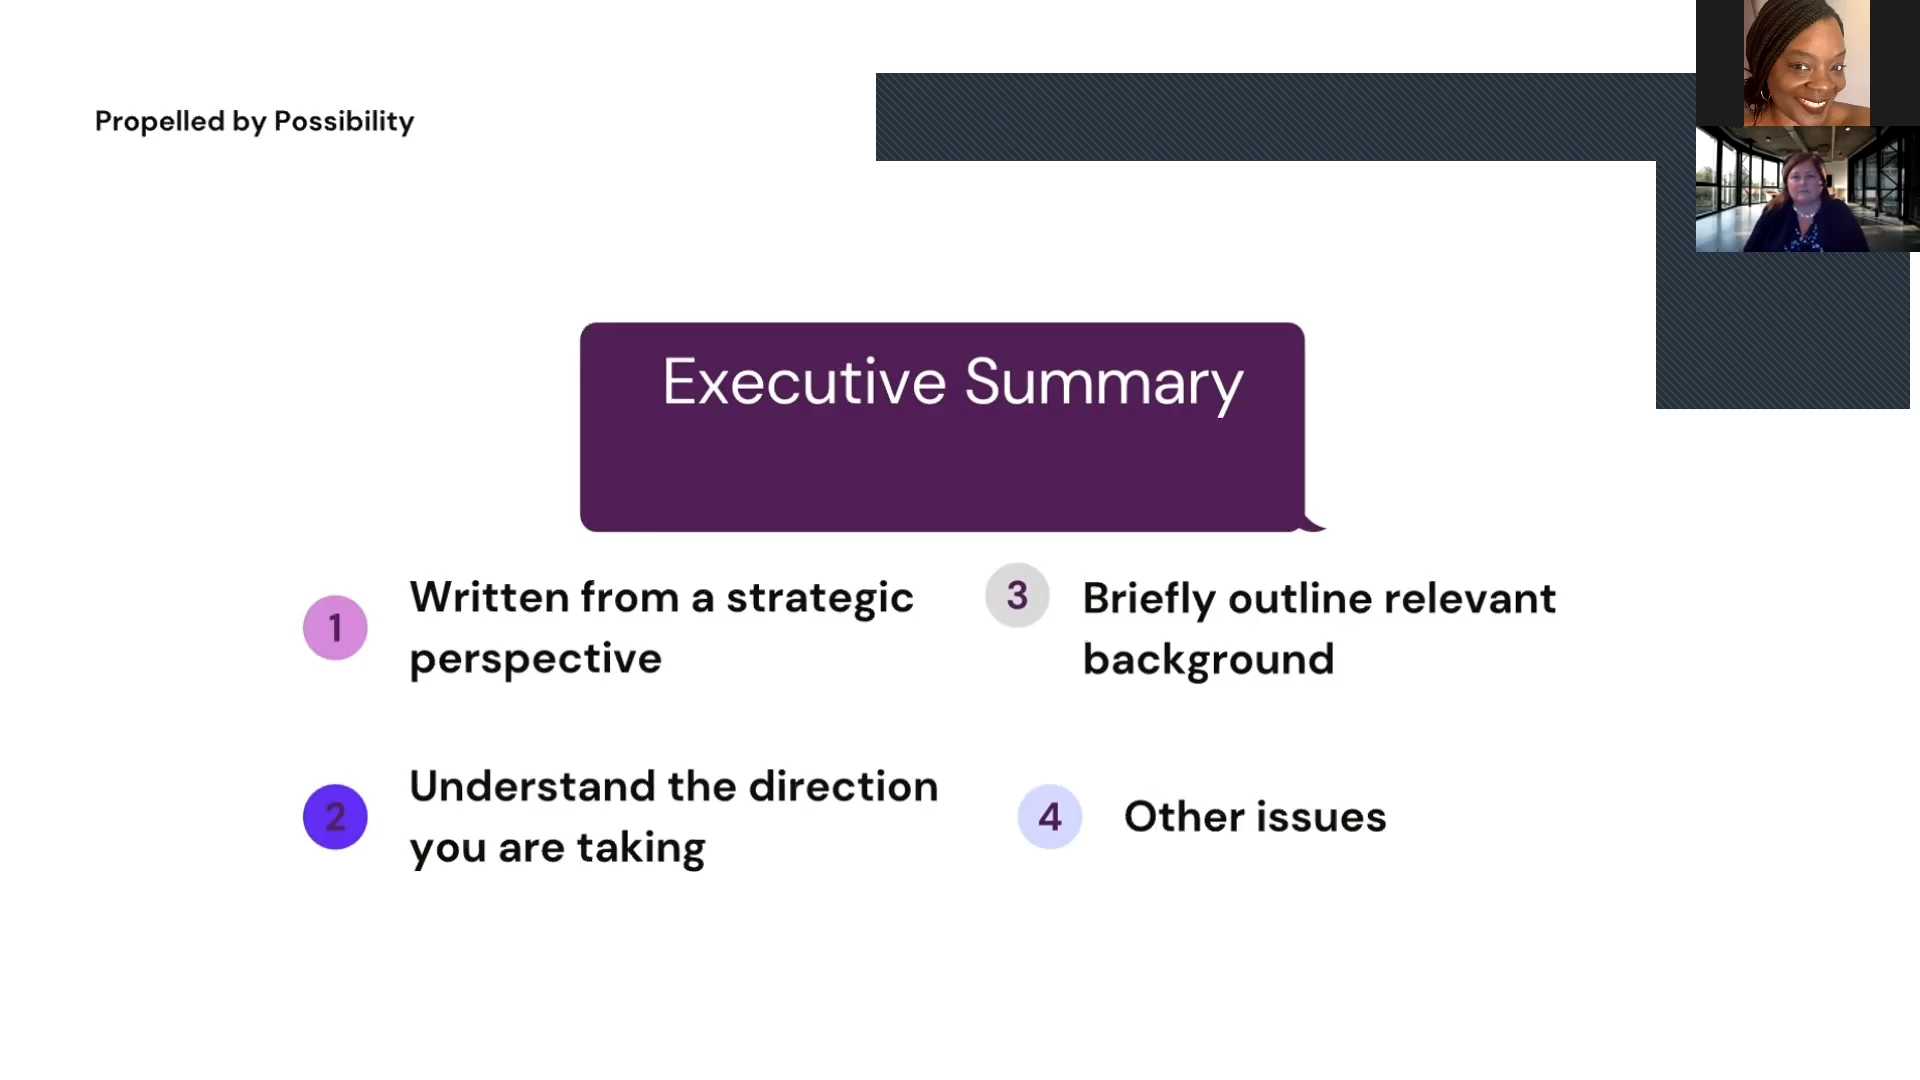 Propelled by Possibility
Executive Summary
1
Written from a strategic
perspective
2
Understand the direction
you are taking
3
Briefly outline relevant
background
4
Other issues